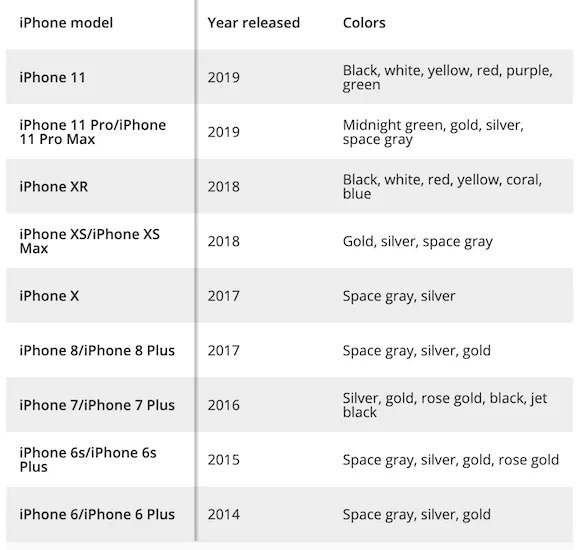 iPhone model Year released Colors
iPhone 11 2019 Black, white, yellow, red, purple,
green
iPhone 11 Pro/iPhone
11 Pro Max 2019 Midnight green, gold, silver,
space gray
iPhone XR 2018 Black, white, red, yellow, coral,
blue
iPhone XS/iPhone XS
Max 2018 Gold, silver, space gray
iPhone X 2017 Space gray, silver
iPhone 8/iPhone 8 Plus 2017 Space gray, silver, gold
iPhone 7/iPhone 7 Plus 2016 Silver, gold, rose gold, black, jet
black
iPhone 6s/iPhone 6s
Plus 2015 Space gray, silver, gold, rose gold
iPhone 6/iPhone 6 Plus 2014 Space gray, silver, gold